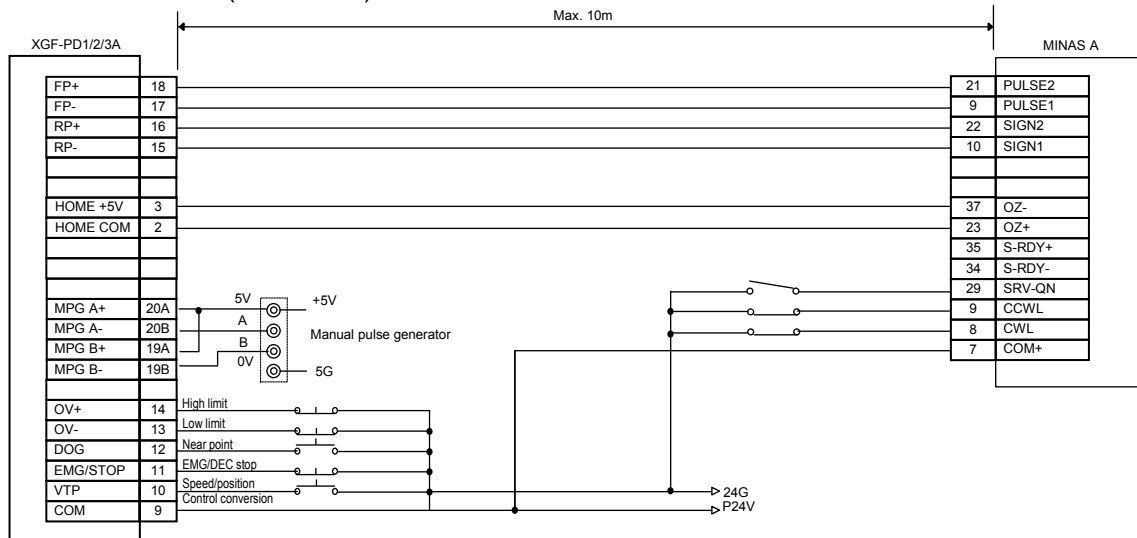 Max. 10m
XGF-PD1/2/3A
MINAS A
FP+ 18
21 PULSE2
FP- 17
9 PULSE1
RP+ 16
22 SIGN2
RP- 15
10 SIGN1
HOME +5V 3
37 OZ-
HOME COM 2
23 OZ+
35 S-RDY+
34 S-RDY-
29 SRV-QN
9 CCWL
8 CWL
7 COM+
MPG A+ 20A
MPG A- 20B
MPG B+ 19A
MPG B- 19B
5V
+5V
A
Manual pulse generator
B
0V
5G
OV+ 14 High limit
OV- 13 Low limit
DOG 12 Near point
EMG/STOP 11 EMG/DEC stop
VTP 10 Speed/position
COM 9 Control conversion
24G
P24V